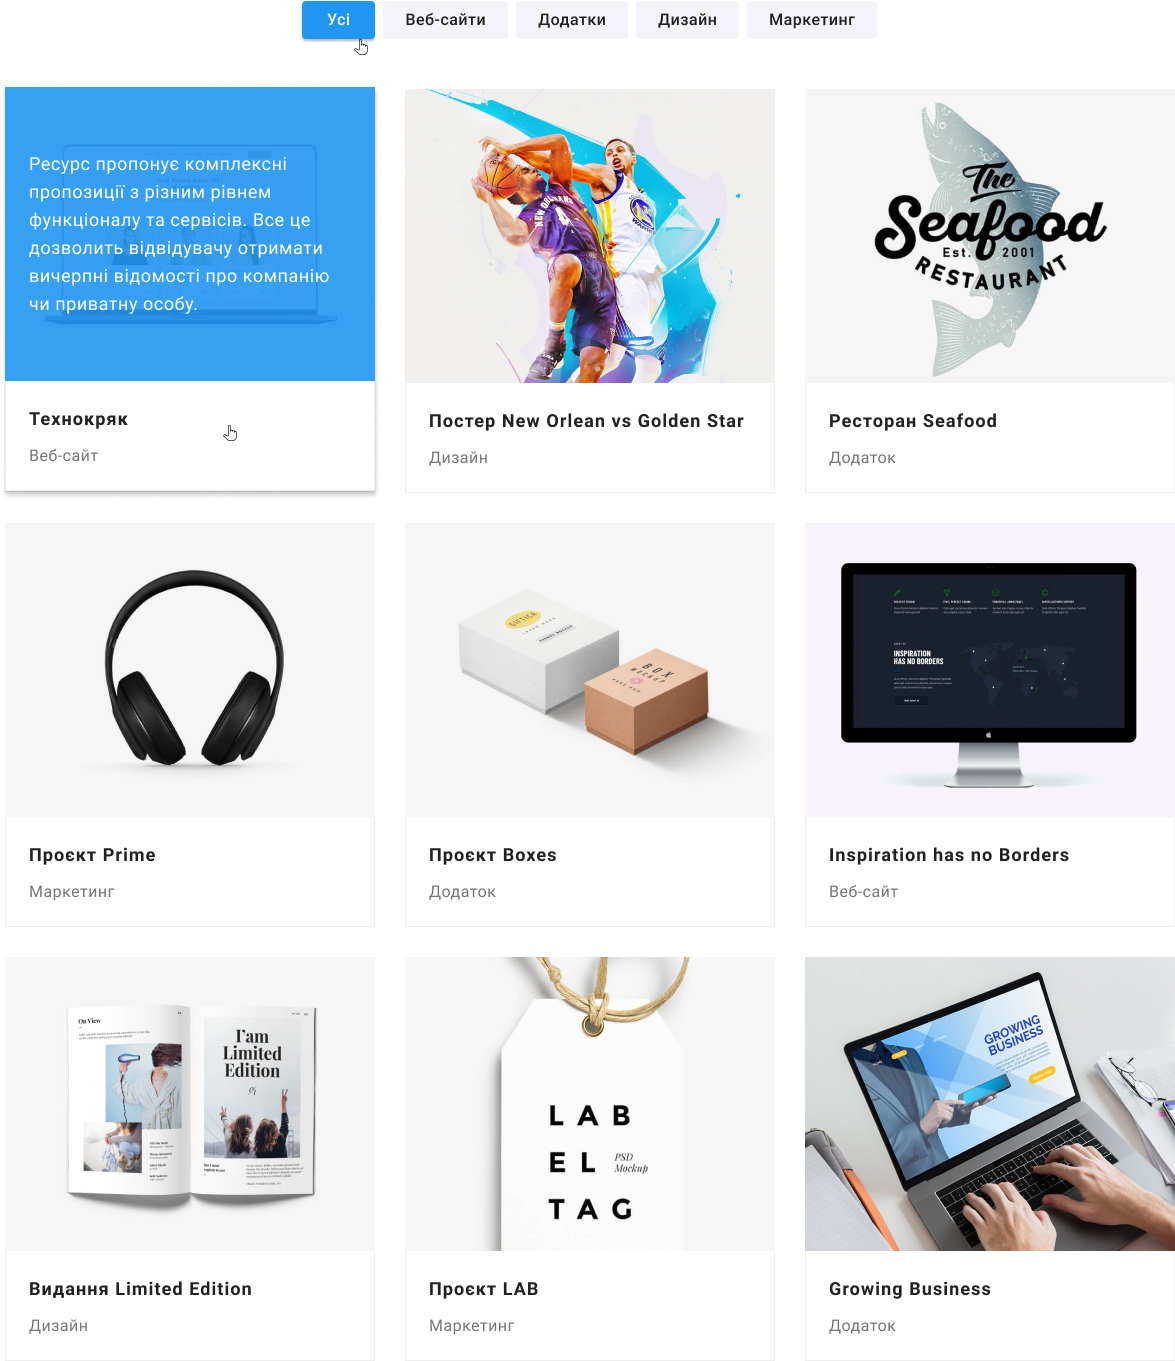 Усі
Веб-сайти
Додатки
Дизайн
Маркетинг
Ресурс пропонує комплексні
пропозиції з різним рівнем
функціоналу та сервісів. Все це
дозволить відвідувачу отримати
вичерпні відомості про компанію
чи приватну особу.
Технокряк
Веб-сайт
NEW ORLEANS
4
Постер New Orlean vs Golden Star
Дизайн
The
Seafood
Est. 2001
RESTAURANT
Ресторан Seafood
Додаток
Проєкт Prime
Маркетинг
BOX
MOCKUP
Проєкт Boxes
Додаток
INSPIRATION
HAS NO BORDERS
Inspiration has no Borders
Веб-сайт
On View
I'am
Limited
Edition
Видання Limited Edition
Дизайн
LAB
EL
PSD
Mockup
TAG
Проєкт LAB
Маркетинг
GROWING
BUSINESS
Growing Business
Додаток